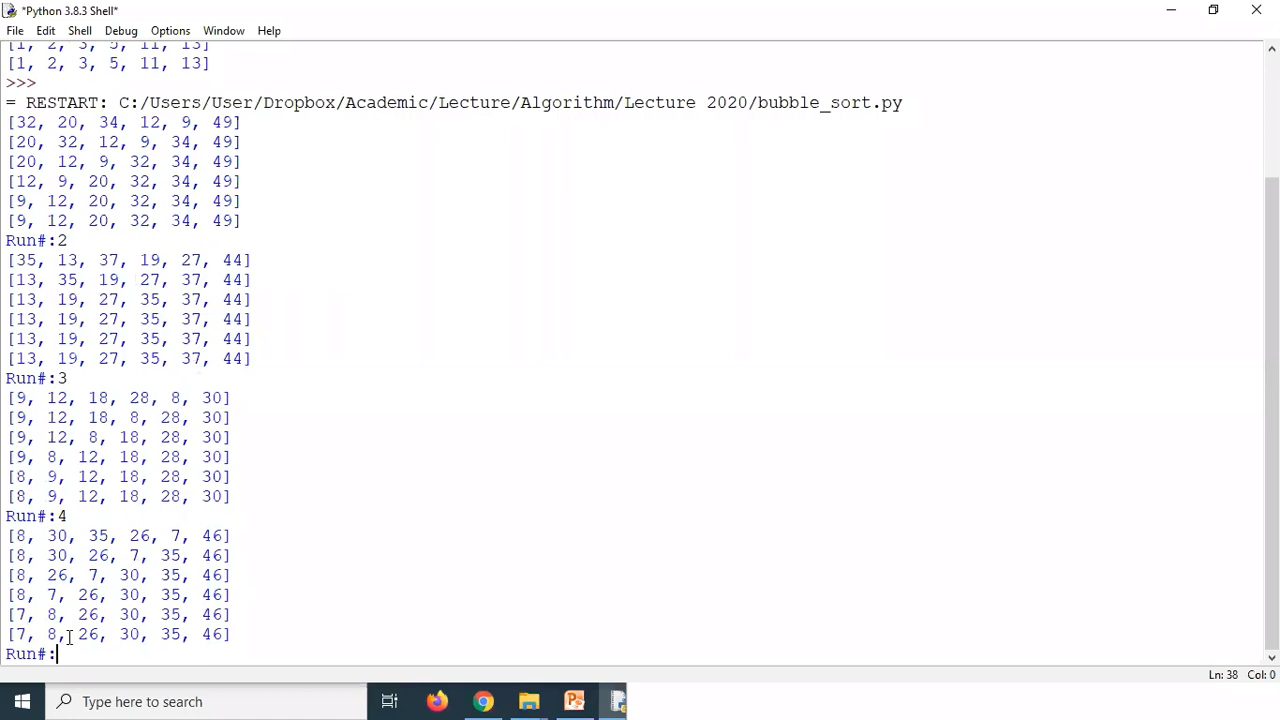 *Python 3.8.3 Shell*
File Edit Shell Debug Options Window Help
[1, 2, 3, 5, 11, 13]
[1, 2, 3, 5, 11, 13]
>>>
= RESTART: C:/Users/User/Dropbox/Academic/Lecture/Algorithm/Lecture 2020/bubble_sort.py
[32, 20, 34, 12, 9, 49]
[20, 32, 12, 9, 34, 49]
[20, 12, 9, 32, 34, 49]
[12, 9, 20, 32, 34, 49]
[9, 12, 20, 32, 34, 49]
[9, 12, 20, 32, 34, 49]
Run#:2
[35, 13, 37, 19, 27, 44]
[13, 35, 19, 27, 37, 44]
[13, 19, 27, 35, 37, 44]
[13, 19, 27, 35, 37, 44]
[13, 19, 27, 35, 37, 44]
[13, 19, 27, 35, 37, 44]
Run#:3
[9, 12, 18, 28, 8, 30]
[9, 12, 18, 8, 28, 30]
[9, 12, 8, 18, 28, 30]
[9, 8, 12, 18, 28, 30]
[8, 9, 12, 18, 28, 30]
[8, 9, 12, 18, 28, 30]
Run#:4
[8, 30, 35, 26, 7, 46]
[8, 30, 26, 7, 35, 46]
[8, 26, 7, 30, 35, 46]
[8, 7, 26, 30, 35, 46]
[7, 8, 26, 30, 35, 46]
[7, 8, 26, 30, 35, 46]
Run#:
Ln: 38 Col: 0
Type here to search